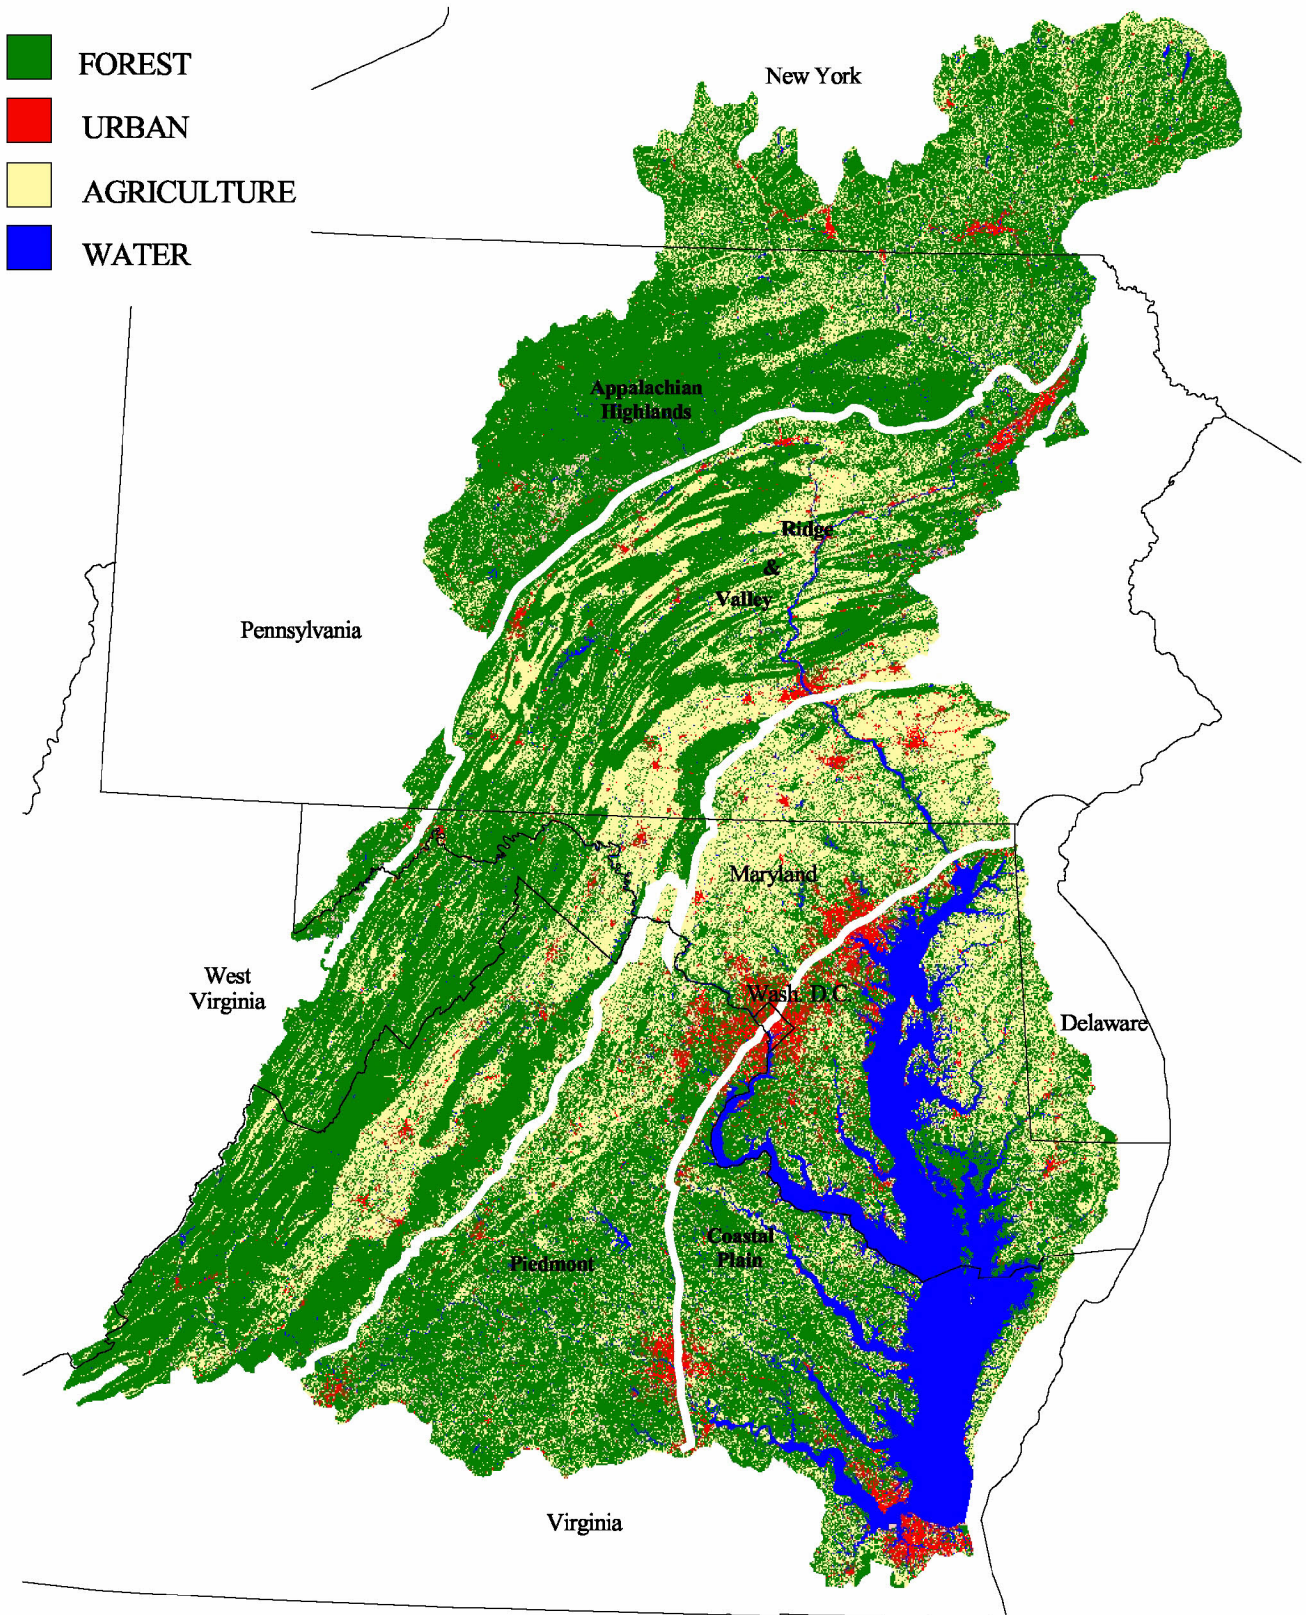 FOREST
URBAN
AGRICULTURE
WATER
New York
Appalachian
Highlands
Ridge
&
Valley
Pennsylvania
Maryland
West
Virginia
Wash. D.C.
Delaware
Coastal
Plain
Piedmont
Virginia